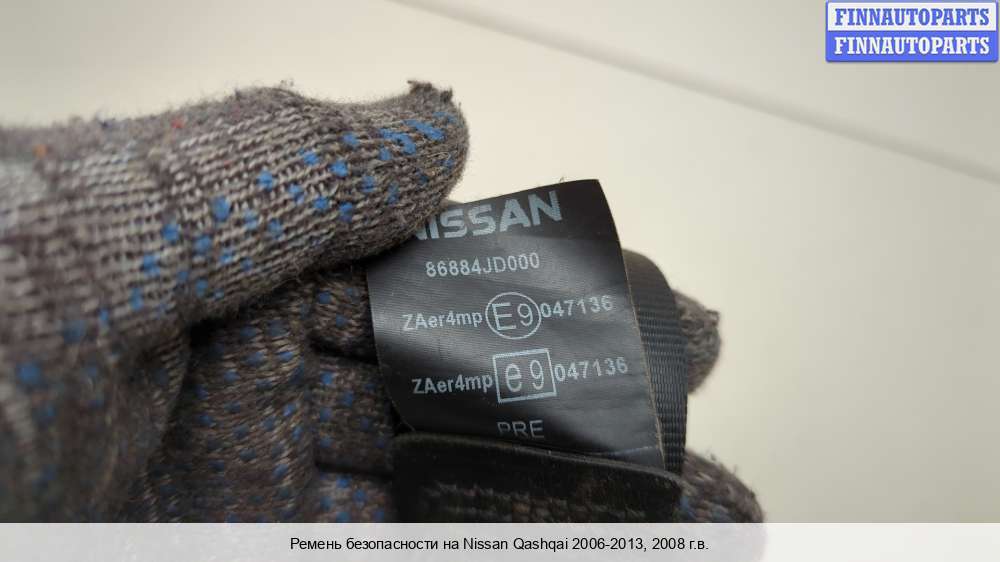 FINNAUTOPARTS
FINNAUTOPARTS
NISSAN
86884JD000
ZAer4mp E9 047136
ZAer4mp e9 047136
PRE
Ремень безопасности на Nissan Qashqai 2006-2013, 2008 г.в.